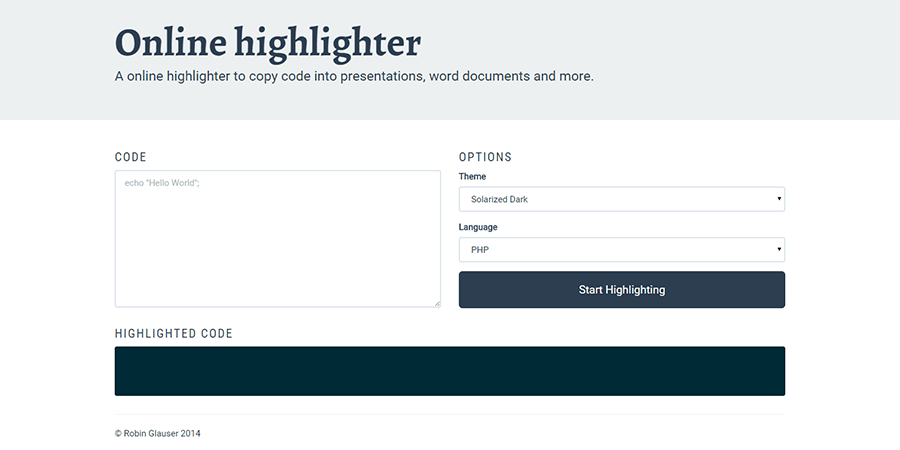 Online highlighter
A online highlighter to copy code into presentations, word documents and more.
CODE
echo "Hello World";
OPTIONS
Theme
Solarized Dark
Language
PHP
Start Highlighting
HIGHLIGHTED CODE
© Robin Glauser 2014